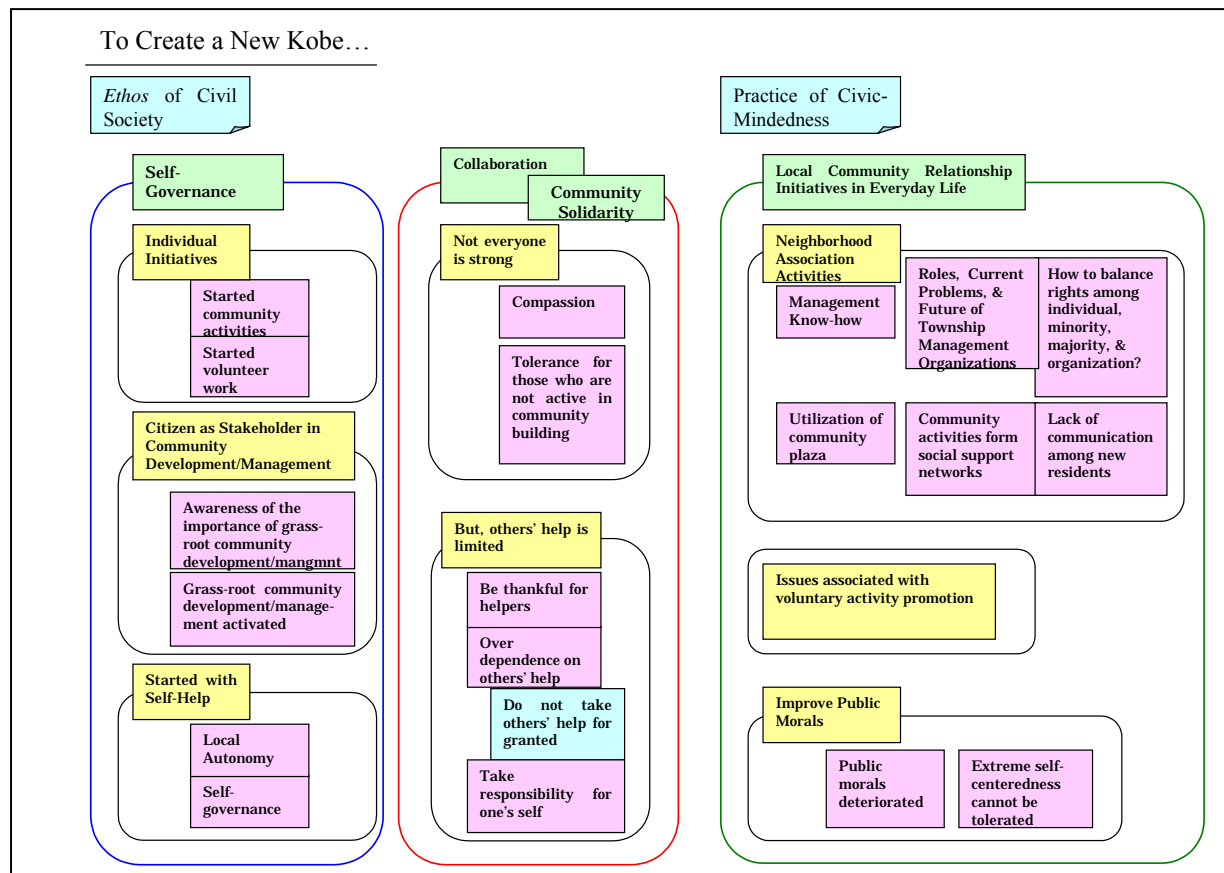 To Create a New Kobe…
Ethos of Civil
Society
Self-
Governance
Individual
Initiatives
Started
community
activities
Started
volunteer
work
Citizen as Stakeholder in
Community
Development/Management
Awareness of the
importance of grass-
root community
development/mangmnt
Grass-root community
development/manage-
ment activated
Started with
Self-Help
Local
Autonomy
Self-
governance
Collaboration
Community
Solidarity
Not everyone
is strong
Compassion
Tolerance for
those who are
not active in
community
building
But, others' help is
limited
Be thankful for
helpers
Over
dependence on
others' help
Do not take
others' help for
granted
Take
responsibility for
one's self
Practice of Civic-
Mindedness
Local Community Relationship
Initiatives in Everyday Life
Neighborhood
Association
Activities
Management
Know-how
Roles, Current
Problems, &
Future of
Township
Management
Organizations
How to balance
rights among
individual,
minority,
majority, &
organization?
Utilization of
community
plaza
Community
activities form
social support
networks
Lack of
communication
among new
residents
Issues associated with
voluntary activity promotion
Improve Public
Morals
Public
morals
deteriorated
Extreme self-
centeredness
cannot be
tolerated